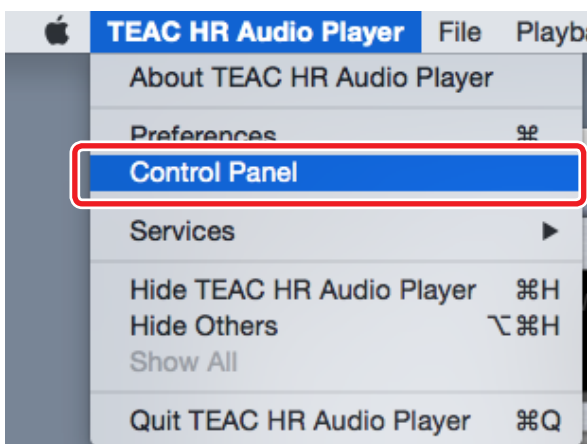 TEAC HR Audio Player File
About TEAC HR Audio Player
Preferences ⌘
Control Panel
Services ▶
Hide TEAC HR Audio Player ⌘H
Hide Others ⌥⌘H
Show All
Quit TEAC HR Audio Player ⌘Q